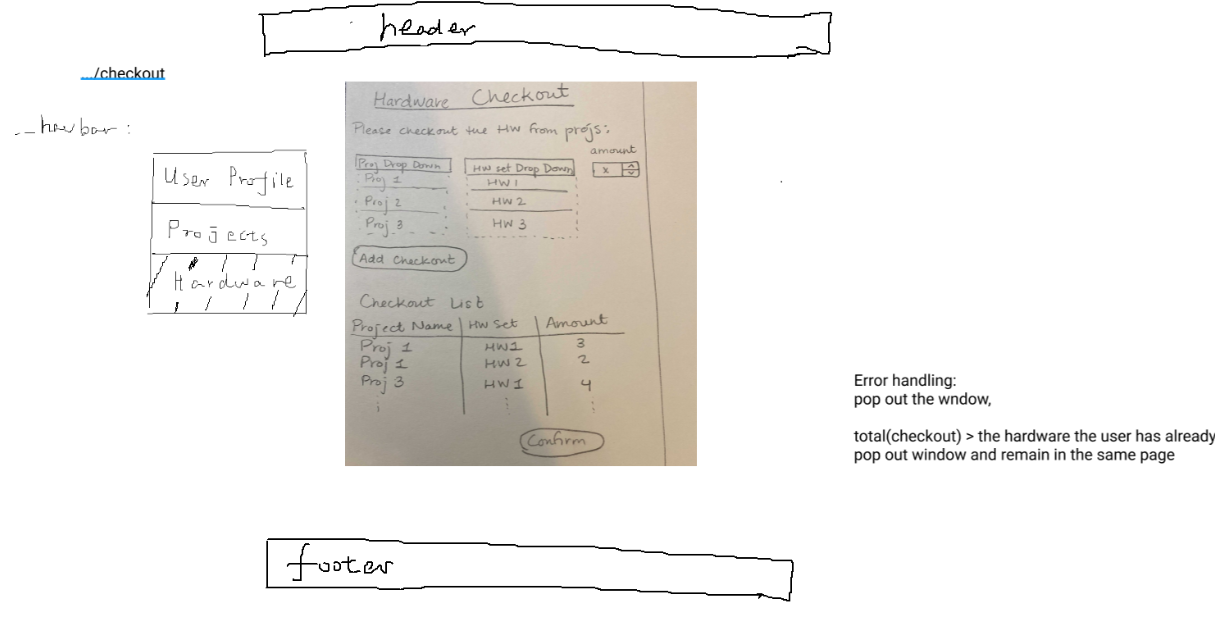 header
.../checkout
navbar:
User Profile
Projects
Hardware
Hardware Checkout
Please checkout the HW from projs:
amount
Proj Drop Down
HW set Drop Down
x
Proj 1
HW 1
Proj 2
HW 2
Proj 3
HW 3
Add Checkout
Checkout List
Project Name HW Set Amount
Proj 1 HW1 3
Proj 1 HW2 2
Proj 3 HW1 4
⋮ ⋮ ⋮
Confirm
Error handling:
pop out the wndow,
total(checkout) > the hardware the user has already
pop out window and remain in the same page
footer